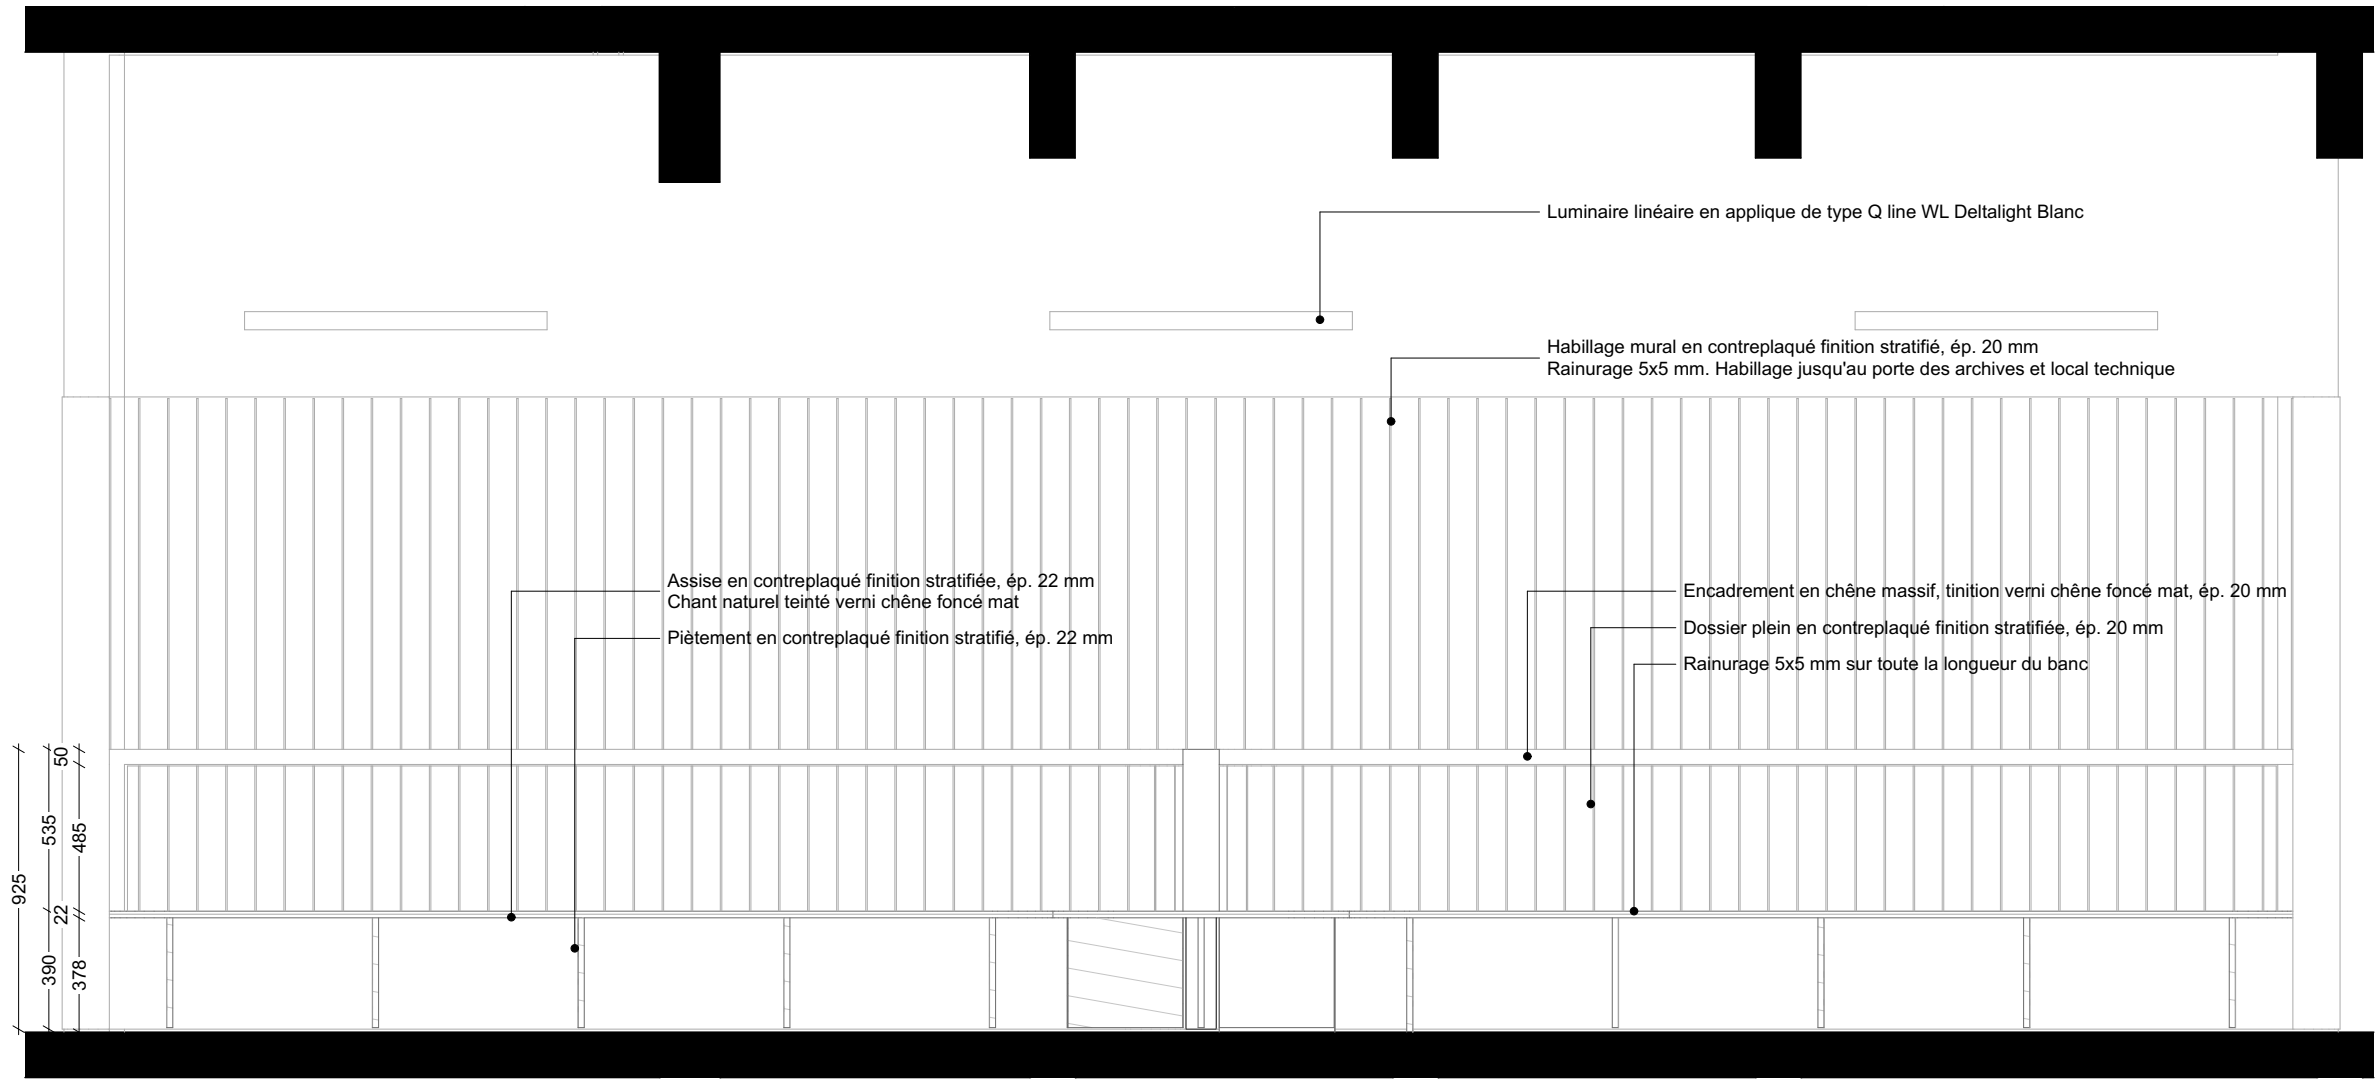 Luminaire linéaire en applique de type Q line WL Deltalight Blanc
Habillage mural en contreplaqué finition stratifié, ép. 20 mm
Rainurage 5x5 mm. Habillage jusqu'au porte des archives et local technique
Assise en contreplaqué finition stratifiée, ép. 22 mm
Chant naturel teinté verni chêne foncé mat
Piètement en contreplaqué finition stratifié, ép. 22 mm
Encadrement en chêne massif, tinition verni chêne foncé mat, ép. 20 mm
Dossier plein en contreplaqué finition stratifiée, ép. 20 mm
Rainurage 5x5 mm sur toute la longueur du banc
925
535
390
50
485
22
378